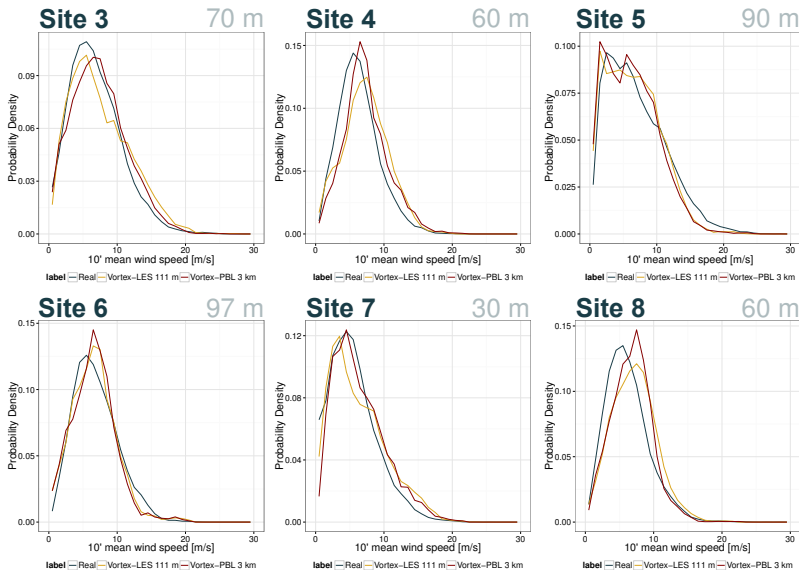 Site 3 70 m
Probability Density
0.09
0.06
0.03
0.00
0 10 20 30
10' mean wind speed [m/s]
label Real Vortex−LES 111 m Vortex−PBL 3 km
Site 4 60 m
Probability Density
0.15
0.10
0.05
0.00
0 10 20 30
10' mean wind speed [m/s]
label Real Vortex−LES 111 m Vortex−PBL 3 km
Site 5 90 m
Probability Density
0.100
0.075
0.050
0.025
0.000
0 10 20 30
10' mean wind speed [m/s]
label Real Vortex−LES 111 m Vortex−PBL 3 km
Site 6 97 m
Probability Density
0.15
0.10
0.05
0.00
0 10 20 30
10' mean wind speed [m/s]
label Real Vortex−LES 111 m Vortex−PBL 3 km
Site 7 30 m
Probability Density
0.12
0.08
0.04
0.00
0 10 20 30
10' mean wind speed [m/s]
label Real Vortex−LES 111 m Vortex−PBL 3 km
Site 8 60 m
Probability Density
0.15
0.10
0.05
0.00
0 10 20 30
10' mean wind speed [m/s]
label Real Vortex−LES 111 m Vortex−PBL 3 km